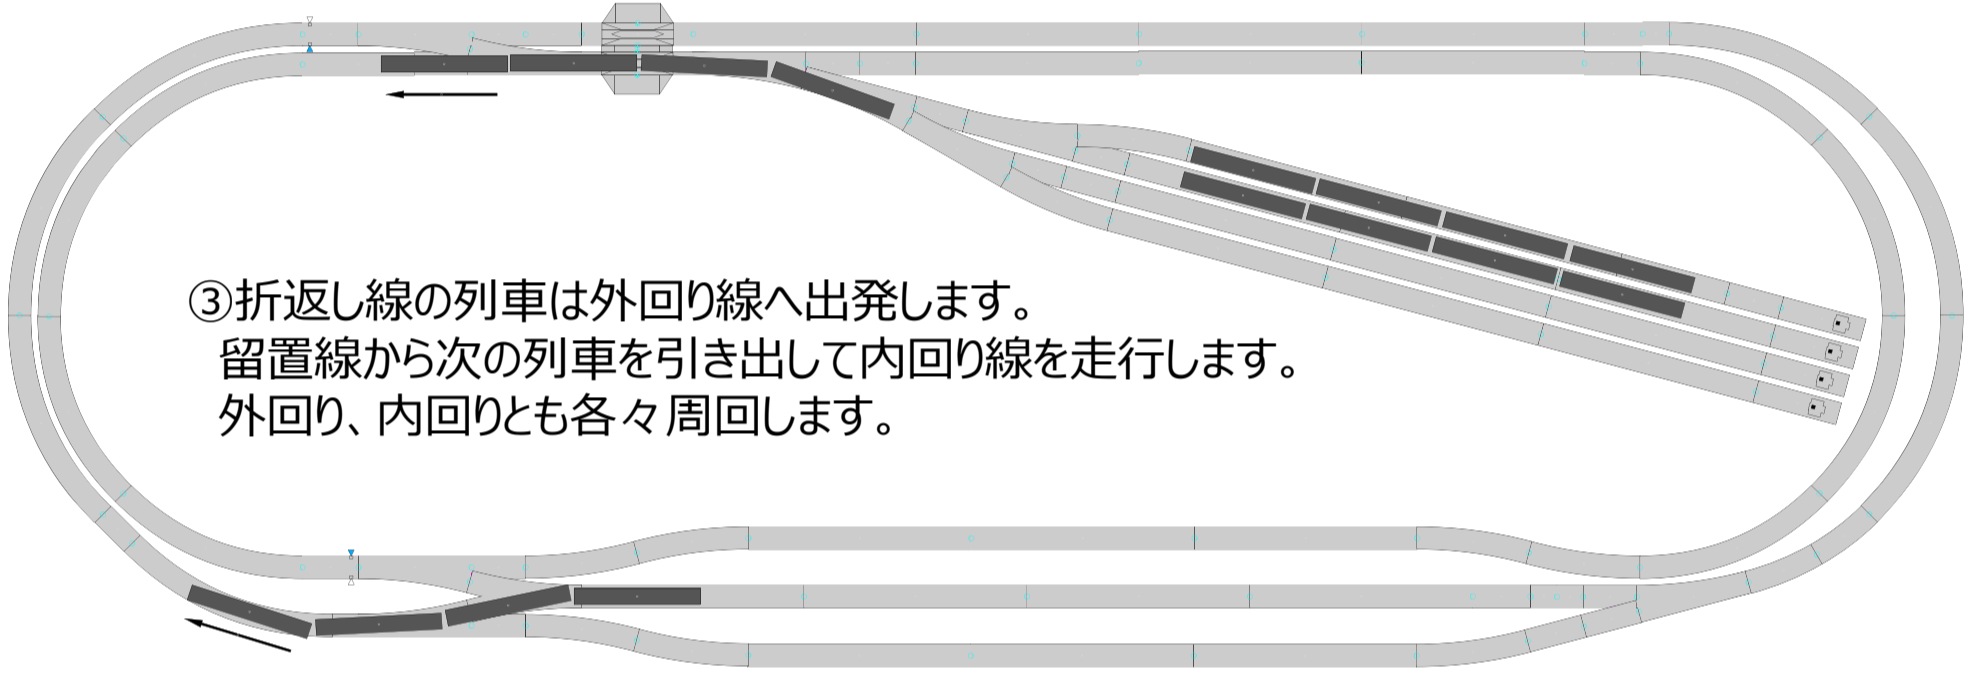 ③折返し線の列車は外回り線へ出発します。
留置線から次の列車を引き出して内回り線を走行します。
外回り、内回りとも各々周回します。